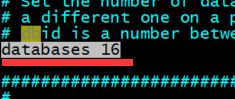 # Set the number of data
# a different one on a p
# dbid is a number betwe
databases 16
##########################
#